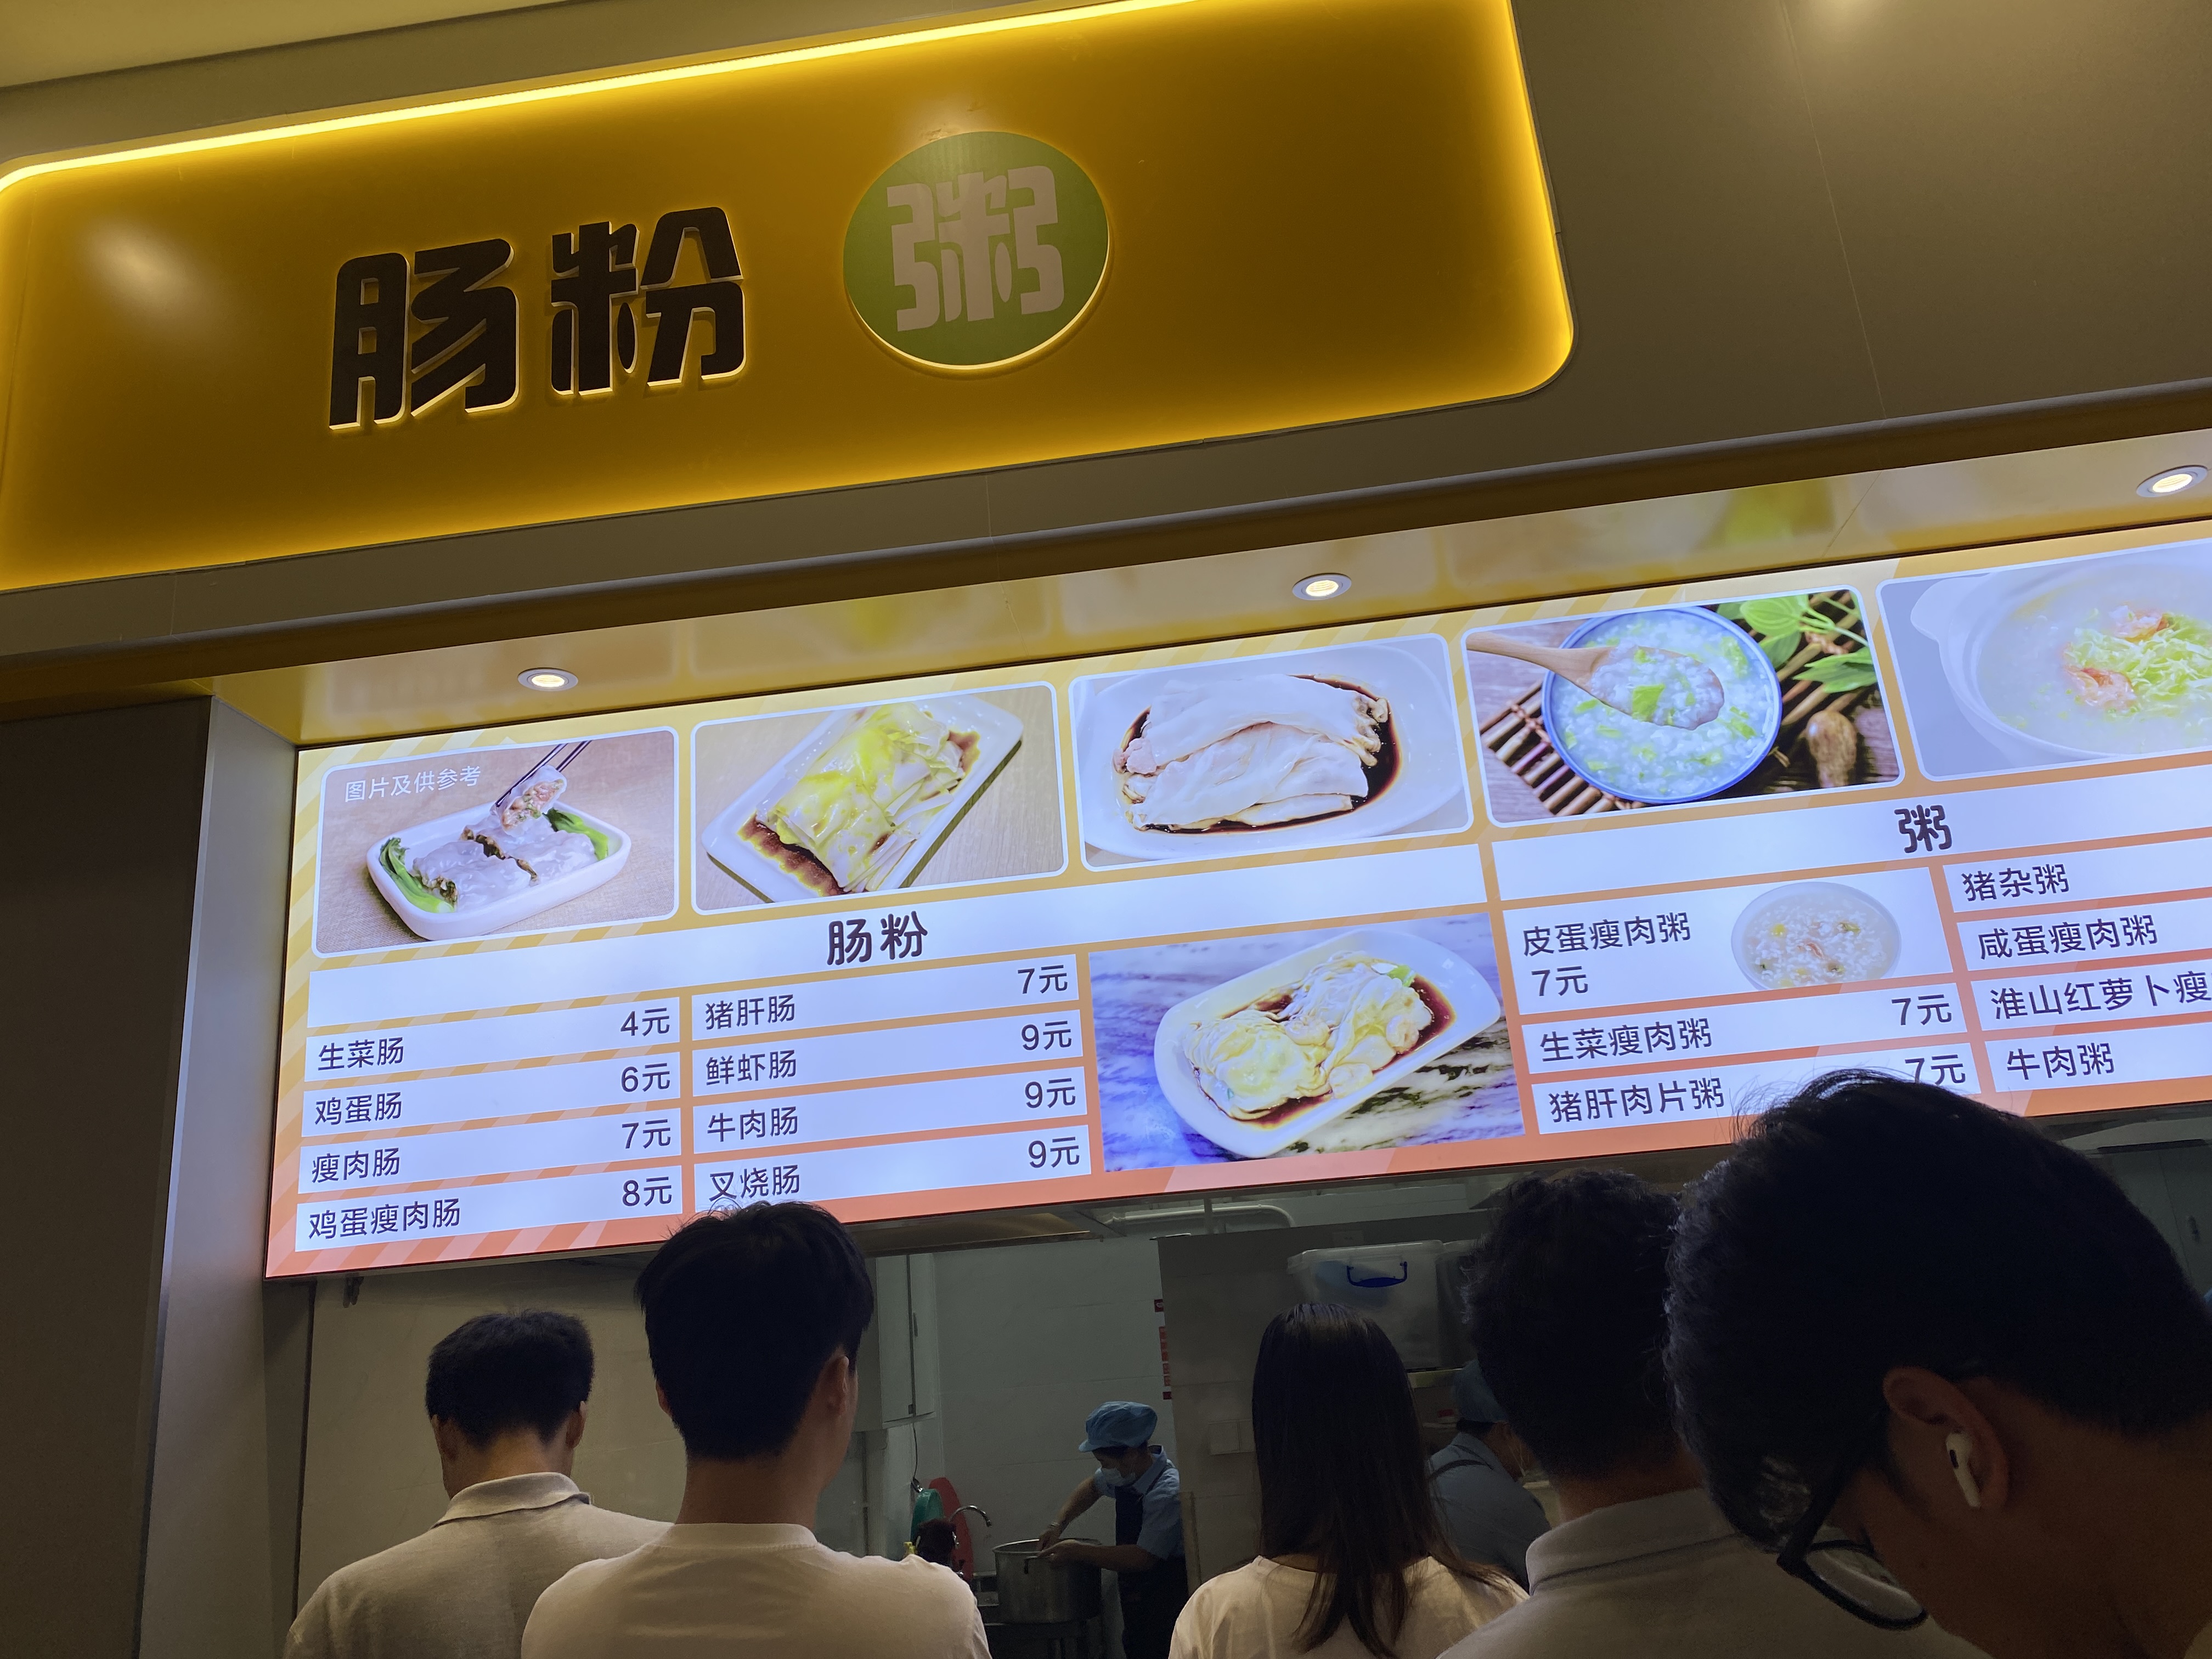 肠粉 粥
图片及供参考
肠粉
生菜肠 4元
鸡蛋肠 6元
瘦肉肠 7元
鸡蛋瘦肉肠 8元
猪肝肠 7元
鲜虾肠 9元
牛肉肠 9元
叉烧肠 9元
粥
皮蛋瘦肉粥
7元
生菜瘦肉粥 7元
猪肝肉片粥 7元
猪杂粥
咸蛋瘦肉粥
淮山红萝卜瘦
牛肉粥